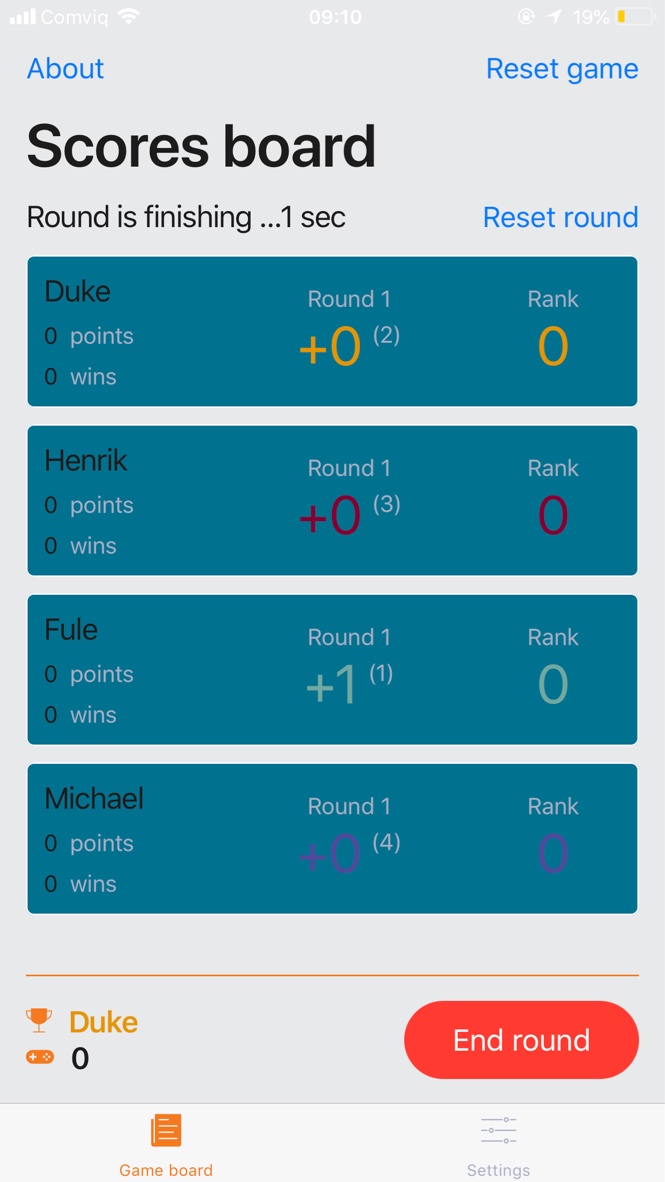 Comviq 09:10 19%
About Reset game
Scores board
Round is finishing ...1 sec Reset round
Duke Round 1 Rank
0 points +0 (2) 0
0 wins
Henrik Round 1 Rank
0 points +0 (3) 0
0 wins
Fule Round 1 Rank
0 points +1 (1) 0
0 wins
Michael Round 1 Rank
0 points +0 (4) 0
0 wins
Duke
0
End round
Game board Settings